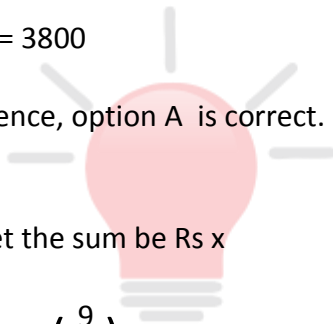 = 3800
ence, option A is correct.
et the sum be Rs x
( 9 )